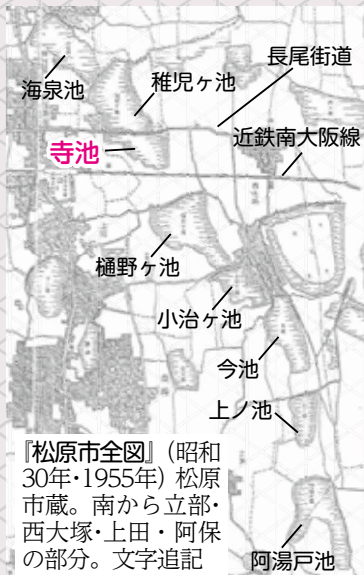 長尾街道
海泉池
稚児ヶ池
近鉄南大阪線
寺池
樋野ヶ池
小治ヶ池
今池
上ノ池
『松原市全図』(昭和
30年・1955年) 松原
市蔵。南から立部・
西大塚・上田・阿保
の部分。文字追記
阿湯戸池